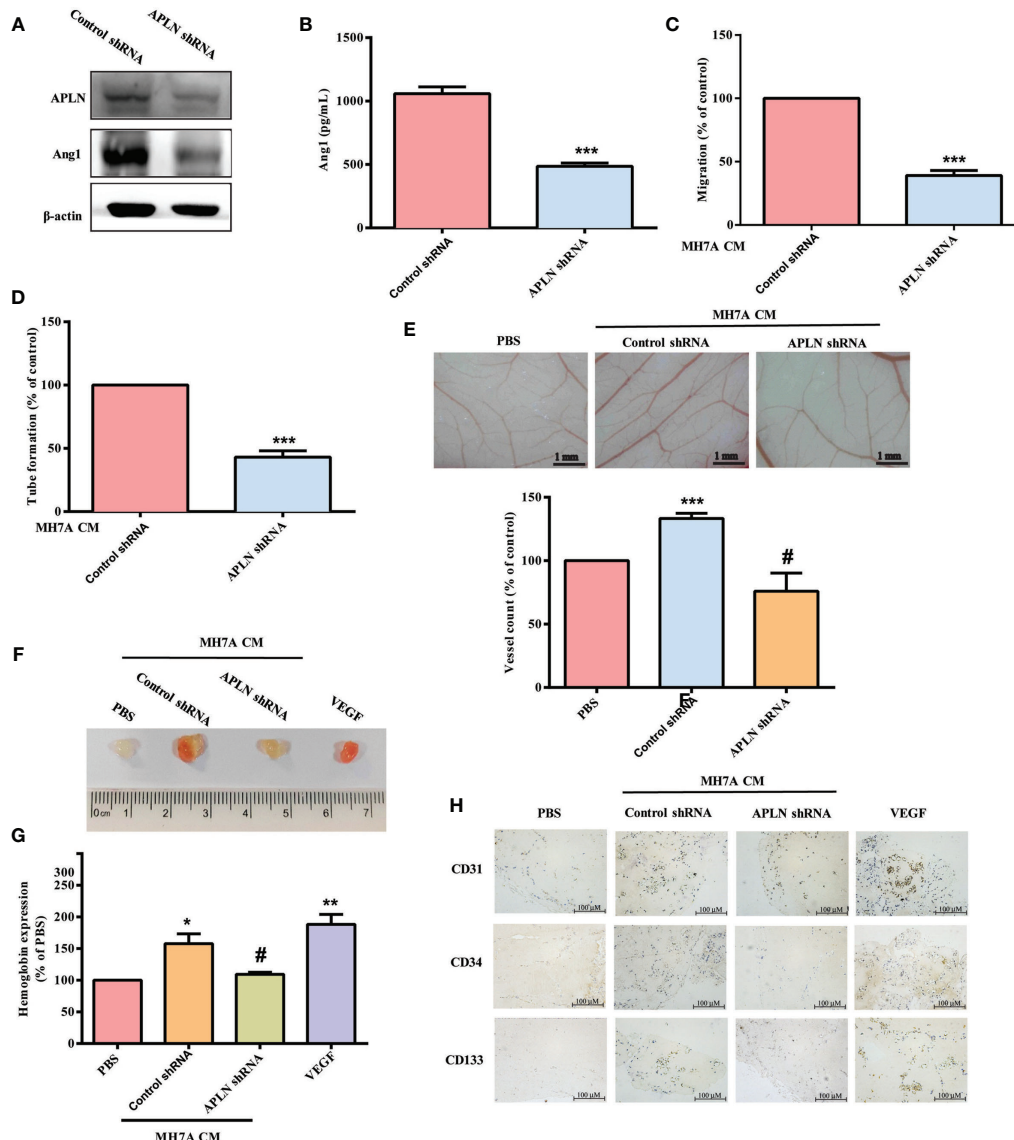 A
Control shRNA
APLN shRNA
APLN
Ang1
β-actin
B
Ang1 (pg/mL)
1500
1000
500
0
***
Control shRNA
APLN shRNA
C
Migration (% of control)
150
100
50
0
***
MH7A CM
Control shRNA
APLN shRNA
D
Tube formation (% of control)
150
100
50
0
***
MH7A CM
Control shRNA
APLN shRNA
E
MH7A CM
PBS
Control shRNA
APLN shRNA
1 mm
1 mm
1 mm
Vessel count (% of control)
150
100
50
0
***
#
PBS
Control shRNA
APLN shRNA
E
F
MH7A CM
PBS
Control shRNA
APLN shRNA
VEGF
0cm 1 2 3 4 5 6 7
G
Hemoglobin expression
(% of PBS)
300
250
200
150
100
50
0
*
#
**
PBS
Control shRNA
APLN shRNA
VEGF
MH7A CM
H
MH7A CM
PBS
Control shRNA
APLN shRNA
VEGF
CD31
100 µM
100 µM
100 µM
100 µM
CD34
100 µM
100 µM
100 µM
100 µM
CD133
100 µM
100 µM
100 µM
100 µM